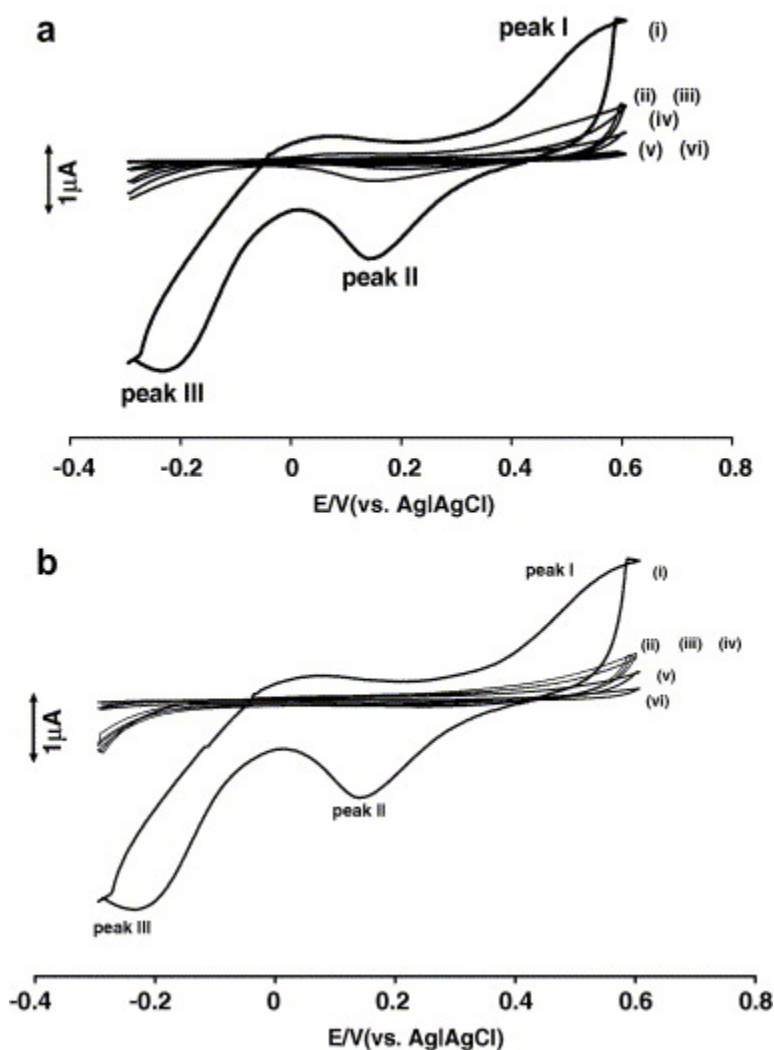 a
peak I
(i)
(ii) (iii)
(iv)
(v) (vi)
1µA
peak II
peak III
-0.4 -0.2 0 0.2 0.4 0.6 0.8
E/V(vs. Ag|AgCl)
b
peak I
(i)
(ii) (iii) (iv)
(v)
(vi)
1µA
peak II
peak III
-0.4 -0.2 0 0.2 0.4 0.6 0.8
E/V(vs. Ag|AgCl)